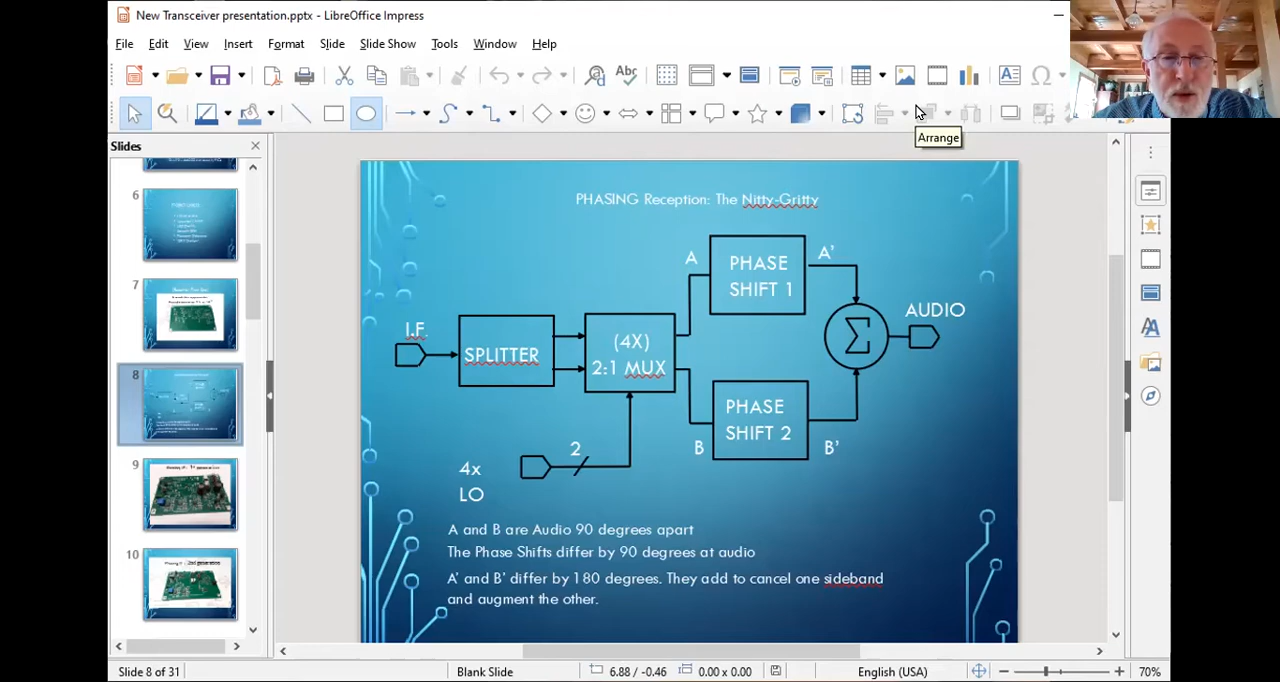 New Transceiver presentation.pptx - LibreOffice Impress
File Edit View Insert Format Slide Slide Show Tools Window Help
Abc
Arrange
Slides
6
7
8
9
10
PHASING Reception: The Nitty-Gritty
A
PHASE
SHIFT 1
A'
I.F.
SPLITTER
(4X)
2:1 MUX
Σ
AUDIO
B
PHASE
SHIFT 2
B'
2
4x
LO
A and B are Audio 90 degrees apart
The Phase Shifts differ by 90 degrees at audio
A' and B' differ by 180 degrees. They add to cancel one sideband
and augment the other.
Slide 8 of 31
Blank Slide
6.88 / -0.46
0.00 x 0.00
English (USA)
70%